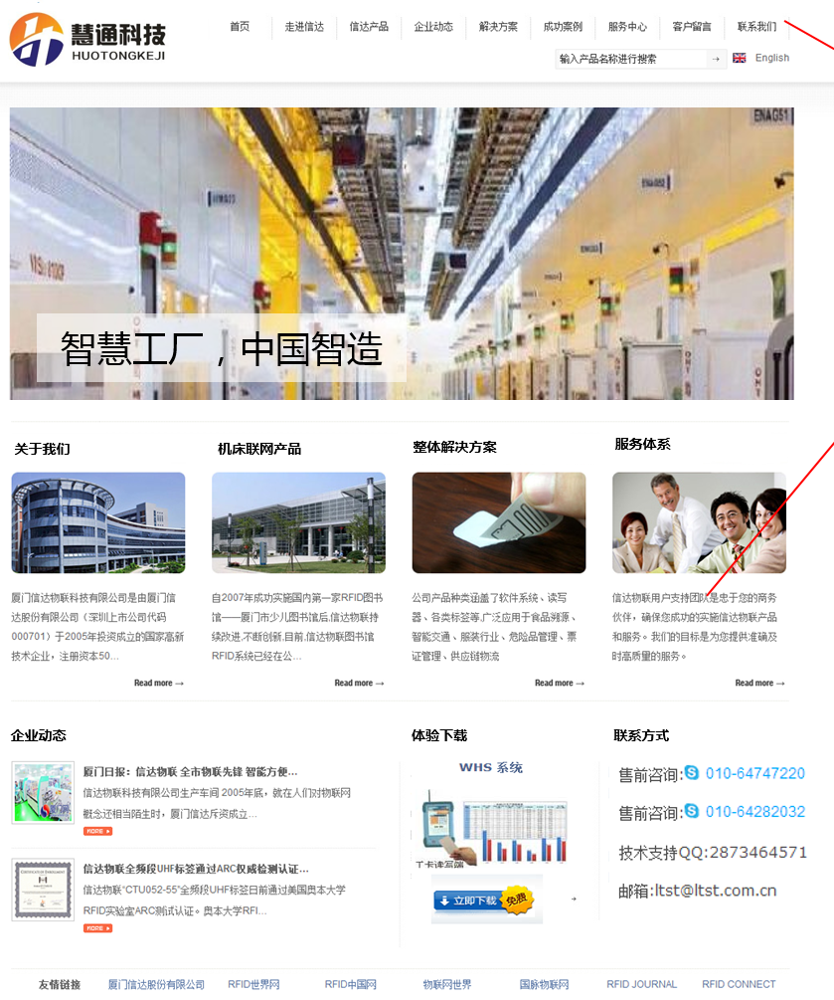 慧通科技
HUOTONGKEJI
首页 走进信达 信达产品 企业动态 解决方案 成功案例 服务中心 客户留言 联系我们
输入产品名称进行搜索 → English
ENAG51
智慧工厂，中国智造
关于我们
机床联网产品
整体解决方案
服务体系
厦门信达物联科技有限公司是由厦门信
达股份有限公司（深圳上市公司代码
000701）于2005年投资成立的国家高新
技术企业，注册资本50...
Read more →
自2007年成功实施国内第一家RFID图书
馆——厦门市少儿图书馆后,信达物联持
续改进,不断创新.目前,信达物联图书馆
RFID系统已经在公...
Read more →
公司产品种类涵盖了软件系统、读写
器、各类标签等,广泛应用于食品溯源、
智能交通、服装行业、危险品管理、票
证管理、供应链物流
Read more →
信达物联用户支持团队是忠于您的商务
伙伴，确保您成功的实施信达物联产品
和服务。我们的目标是为您提供准确及
时高质量的服务。
Read more →
企业动态
厦门日报：信达物联 全市物联先锋 智能方便...
信达物联科技有限公司生产车间 2005年底，就在人们对物联网
概念还相当陌生时，厦门信达斥资成立...
MORE
信达物联全频段UHF标签通过ARC权威检测认证...
信达物联“CTU052-55”全频段UHF标签日前通过美国奥本大学
RFID实验室ARC测试认证。奥本大学RFI...
MORE
体验下载
WHS 系统
工卡读写端
立即下载 免费
→
联系方式
售前咨询: 010-64747220
售前咨询: 010-64282032
技术支持QQ:2873464571
邮箱:ltst@ltst.com.cn
友情链接 厦门信达股份有限公司 RFID世界网 RFID中国网 物联网世界 国脉物联网 RFID JOURNAL RFID CONNECT